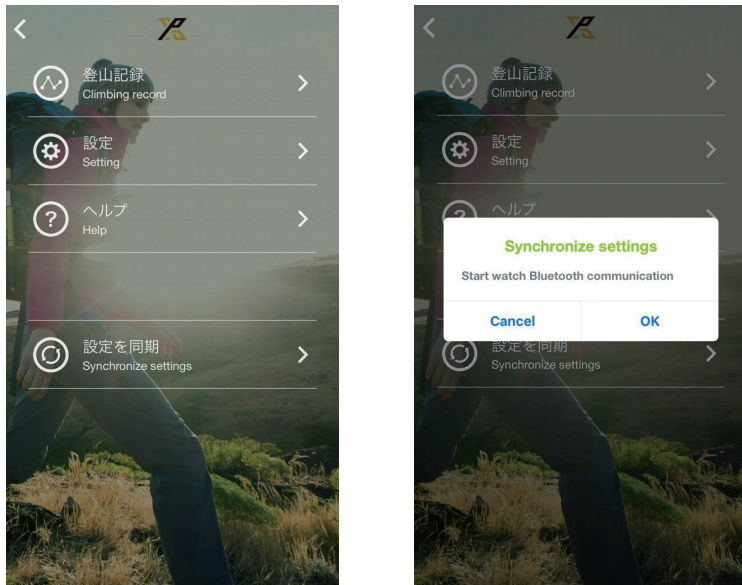 登山記録
Climbing record
設定
Setting
ヘルプ
Help
設定を同期
Synchronize settings
登山記録
Climbing record
設定
Setting
ヘルプ
Synchronize settings
Start watch Bluetooth communication
Cancel
OK
設定を同期
Synchronize settings